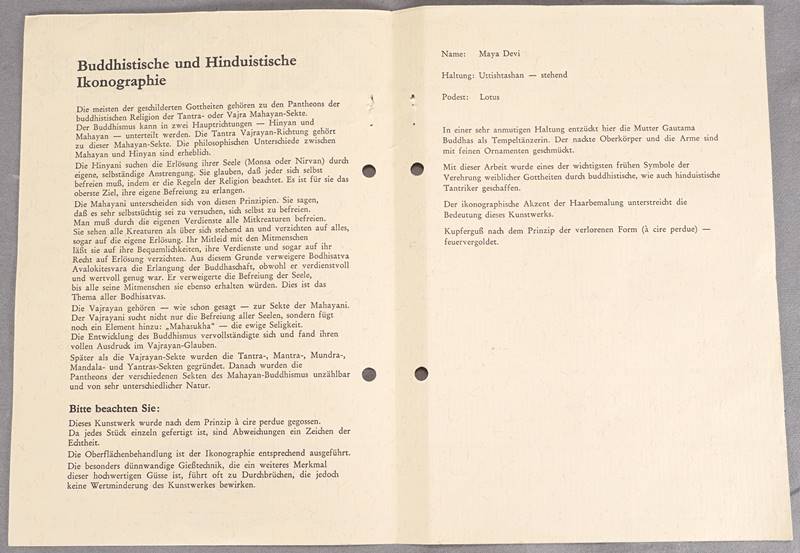 Buddhistische und Hinduistische
Ikonographie
Die meisten der geschilderten Gottheiten gehören zu den Pantheons der
buddhistischen Religion der Tantra- oder Vajra Mahayan-Sekte.
Der Buddhismus kann in zwei Hauptrichtungen — Hinyan und
Mahayan — unterteilt werden. Die Tantra Vajrayan-Richtung gehört
zu dieser Mahayan-Sekte. Die philosophischen Unterschiede zwischen
Mahayan und Hinyan sind erheblich.
Die Hinyani suchen die Erlösung ihrer Seele (Monsa oder Nirvan) durch
eigene, selbständige Anstrengung. Sie glauben, daß jeder sich selbst
befreien muß, indem er die Regeln der Religion beachtet. Es ist für sie das
oberste Ziel, ihre eigene Befreiung zu erlangen.
Die Mahayani unterscheiden sich von diesen Prinzipien. Sie sagen,
daß es sehr selbstsüchtig sei zu versuchen, sich selbst zu befreien.
Man muß durch die eigenen Verdienste alle Mitkreaturen befreien.
Sie sehen alle Kreaturen als über sich stehend an und verzichten auf alles,
sogar auf die eigene Erlösung. Ihr Mitleid mit den Mitmenschen
läßt sie auf ihre Bequemlichkeiten, ihre Verdienste und sogar auf ihr
Recht auf Erlösung verzichten. Aus diesem Grunde verweigere Bodhisatva
Avalokitesvara die Erlangung der Buddhaschaft, obwohl er verdienstvoll
und wertvoll genug war. Er verweigerte die Befreiung der Seele,
bis alle seine Mitmenschen sie ebenso erhalten würden. Dies ist das
Thema aller Bodhisatvas.
Die Vajrayan gehören — wie schon gesagt — zur Sekte der Mahayani.
Der Vajrayani sucht nicht nur die Befreiung aller Seelen, sondern fügt
noch ein Element hinzu: „Mahasukha“ — die ewige Seligkeit.
Die Entwicklung des Buddhismus vervollständigte sich und fand ihren
vollen Ausdruck im Vajrayan-Glauben.
Später als die Vajrayan-Sekte wurden die Tantra-, Mantra-, Mundra-,
Mandala- und Yantras-Sekten gegründet. Danach wurden die
Pantheons der verschiedenen Sekten des Mahayan-Buddhismus unzählbar
und von sehr unterschiedlicher Natur.
Bitte beachten Sie:
Dieses Kunstwerk wurde nach dem Prinzip à cire perdue gegossen.
Da jedes Stück einzeln gefertigt ist, sind Abweichungen ein Zeichen der
Echtheit.
Die Oberflächenbehandlung ist der Ikonographie entsprechend ausgeführt.
Die besonders dünnwandige Gießtechnik, die ein weiteres Merkmal
dieser hochwertigen Güsse ist, führt oft zu Durchbrüchen, die jedoch
keine Wertminderung des Kunstwerkes bewirken.
Name: Maya Devi
Haltung: Uttishtashan — stehend
Podest: Lotus
In einer sehr anmutigen Haltung entzückt hier die Mutter Gautama
Buddhas als Tempeltänzerin. Der nackte Oberkörper und die Arme sind
mit feinen Ornamenten geschmückt.
Mit dieser Arbeit wurde eines der wichtigsten frühen Symbole der
Verehrung weiblicher Gottheiten durch buddhistische, wie auch hinduistische
Tantriker geschaffen.
Der ikonographische Akzent der Haarbemalung unterstreicht die
Bedeutung dieses Kunstwerks.
Kupferguß nach dem Prinzip der verlorenen Form (à cire perdue) —
feuervergoldet.